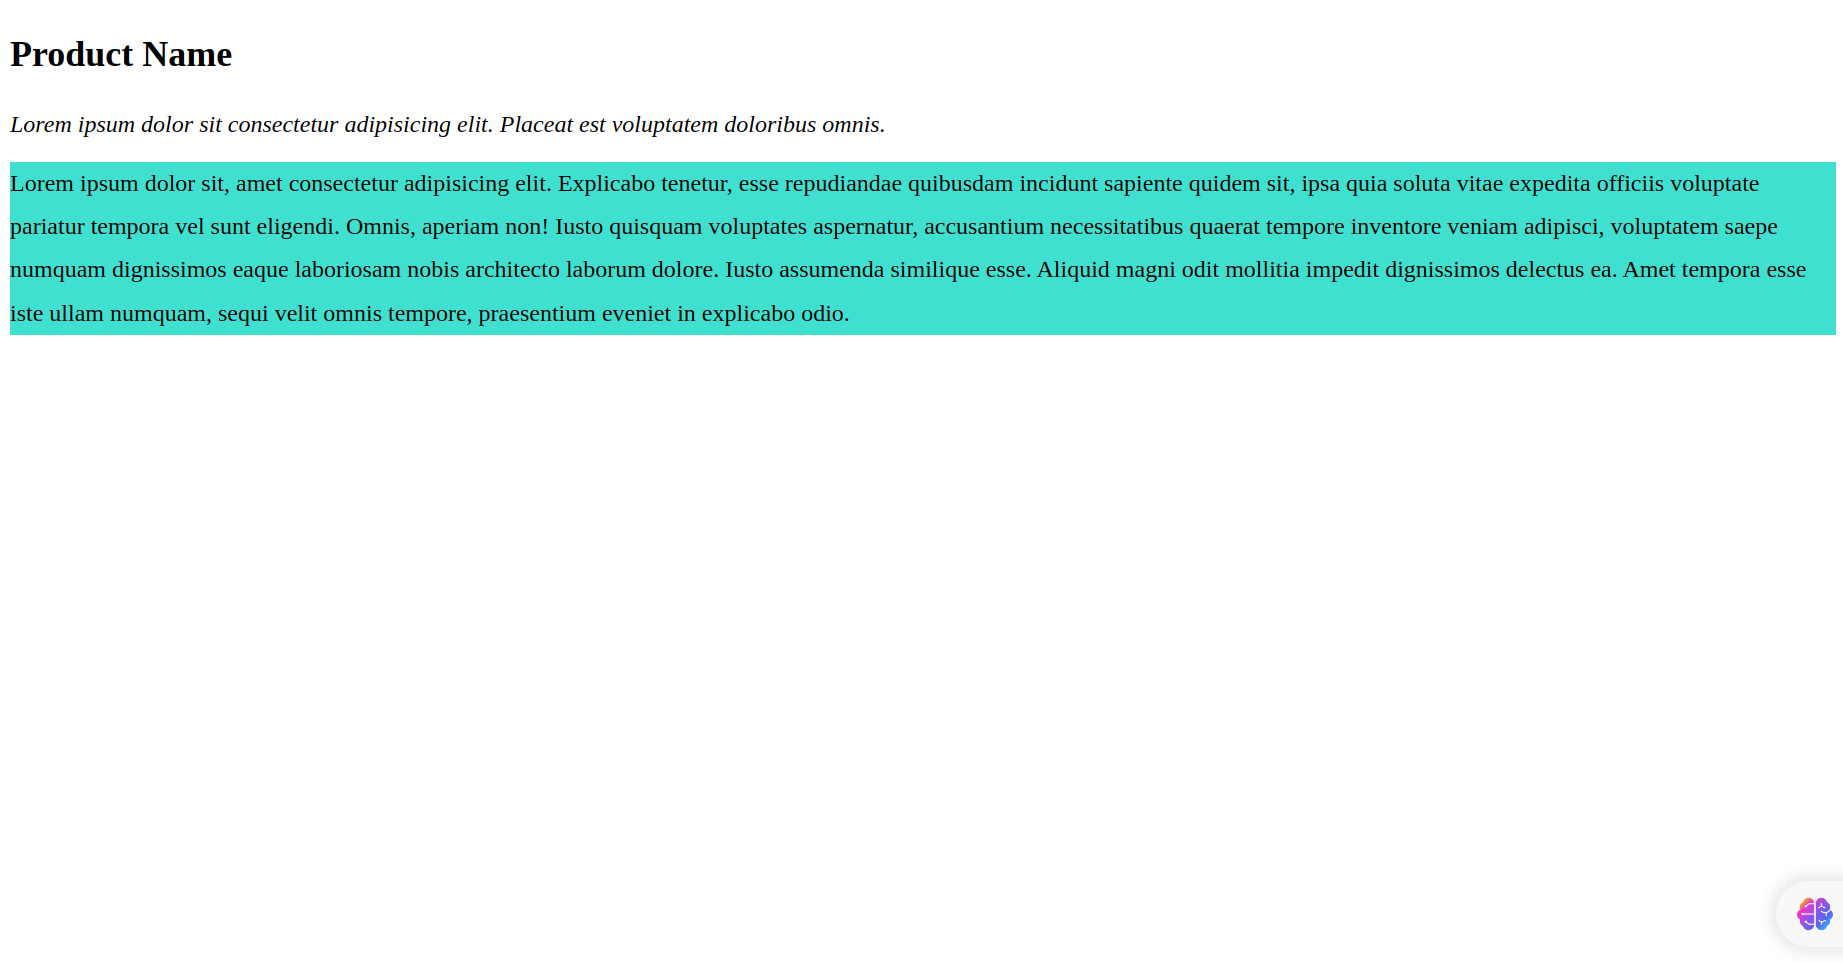 Product Name
Lorem ipsum dolor sit consectetur adipisicing elit. Placeat est voluptatem doloribus omnis.
Lorem ipsum dolor sit, amet consectetur adipisicing elit. Explicabo tenetur, esse repudiandae quibusdam incidunt sapiente quidem sit, ipsa quia soluta vitae expedita officiis voluptate
pariatur tempora vel sunt eligendi. Omnis, aperiam non! Iusto quisquam voluptates aspernatur, accusantium necessitatibus quaerat tempore inventore veniam adipisci, voluptatem saepe
numquam dignissimos eaque laboriosam nobis architecto laborum dolore. Iusto assumenda similique esse. Aliquid magni odit mollitia impedit dignissimos delectus ea. Amet tempora esse
iste ullam numquam, sequi velit omnis tempore, praesentium eveniet in explicabo odio.